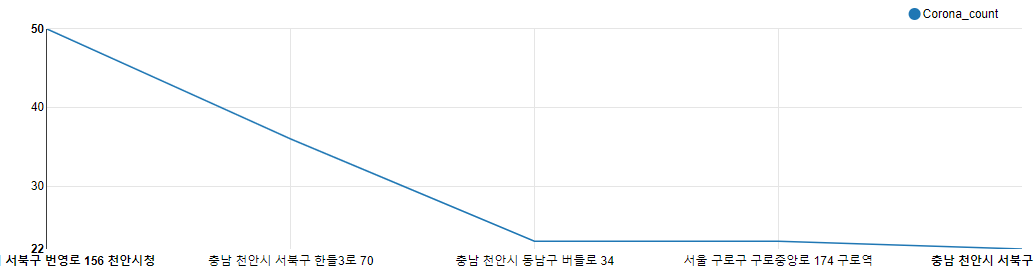 Corona_count
50
40
30
22
서북구 번영로 156 천안시청
충남 천안시 서북구 한들3로 70
충남 천안시 동남구 버들로 34
서울 구로구 구로중앙로 174 구로역
충남 천안시 서북구